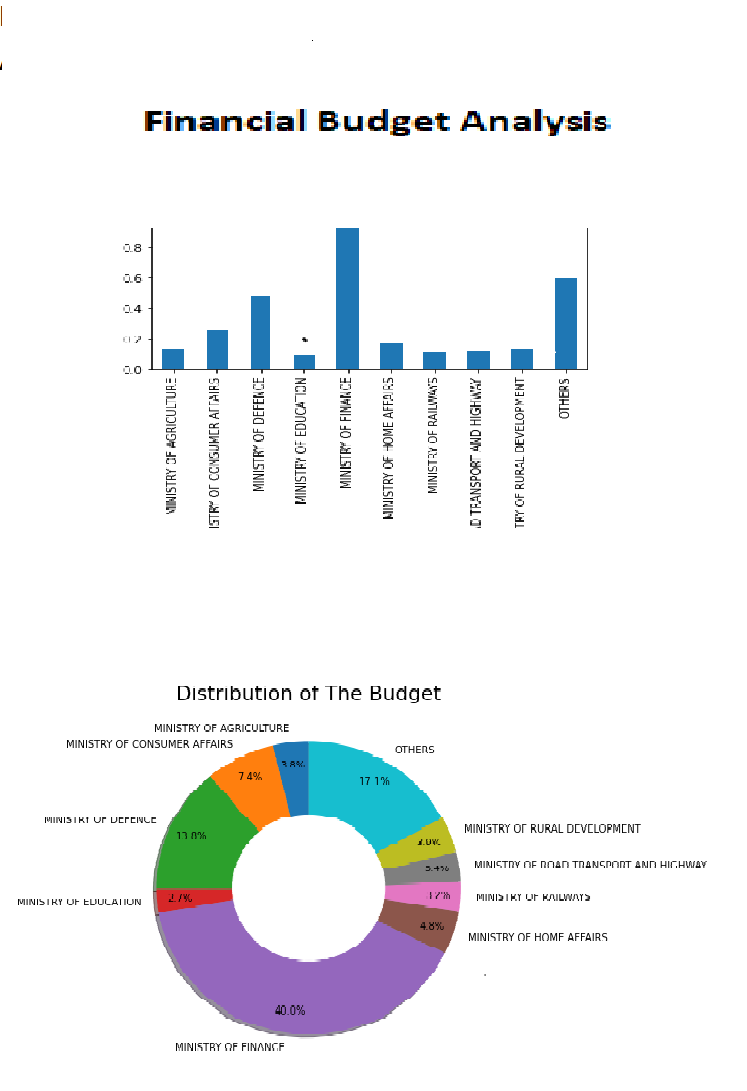 Financial Budget Analysis
0.8
0.6
0.4
0.2
0.0
MINISTRY OF AGRICULTURE
ISTRY OF CONSUMER AFFAIRS
MINISTRY OF DEFENCE
MINISTRY OF EDUCATION
MINISTRY OF FINANCE
MINISTRY OF HOME AFFAIRS
MINISTRY OF RAILWAYS
D TRANSPORT AND HIGHWAY
TRY OF RURAL DEVELOPMENT
OTHERS
Distribution of The Budget
MINISTRY OF AGRICULTURE
MINISTRY OF CONSUMER AFFAIRS
OTHERS
3.8%
7.4%
17.1%
MINISTRY OF DEFENCE
13.8%
MINISTRY OF RURAL DEVELOPMENT
MINISTRY OF ROAD TRANSPORT AND HIGHWAY
MINISTRY OF EDUCATION
2.7%
MINISTRY OF RAILWAYS
4.8%
MINISTRY OF HOME AFFAIRS
40.0%
MINISTRY OF FINANCE